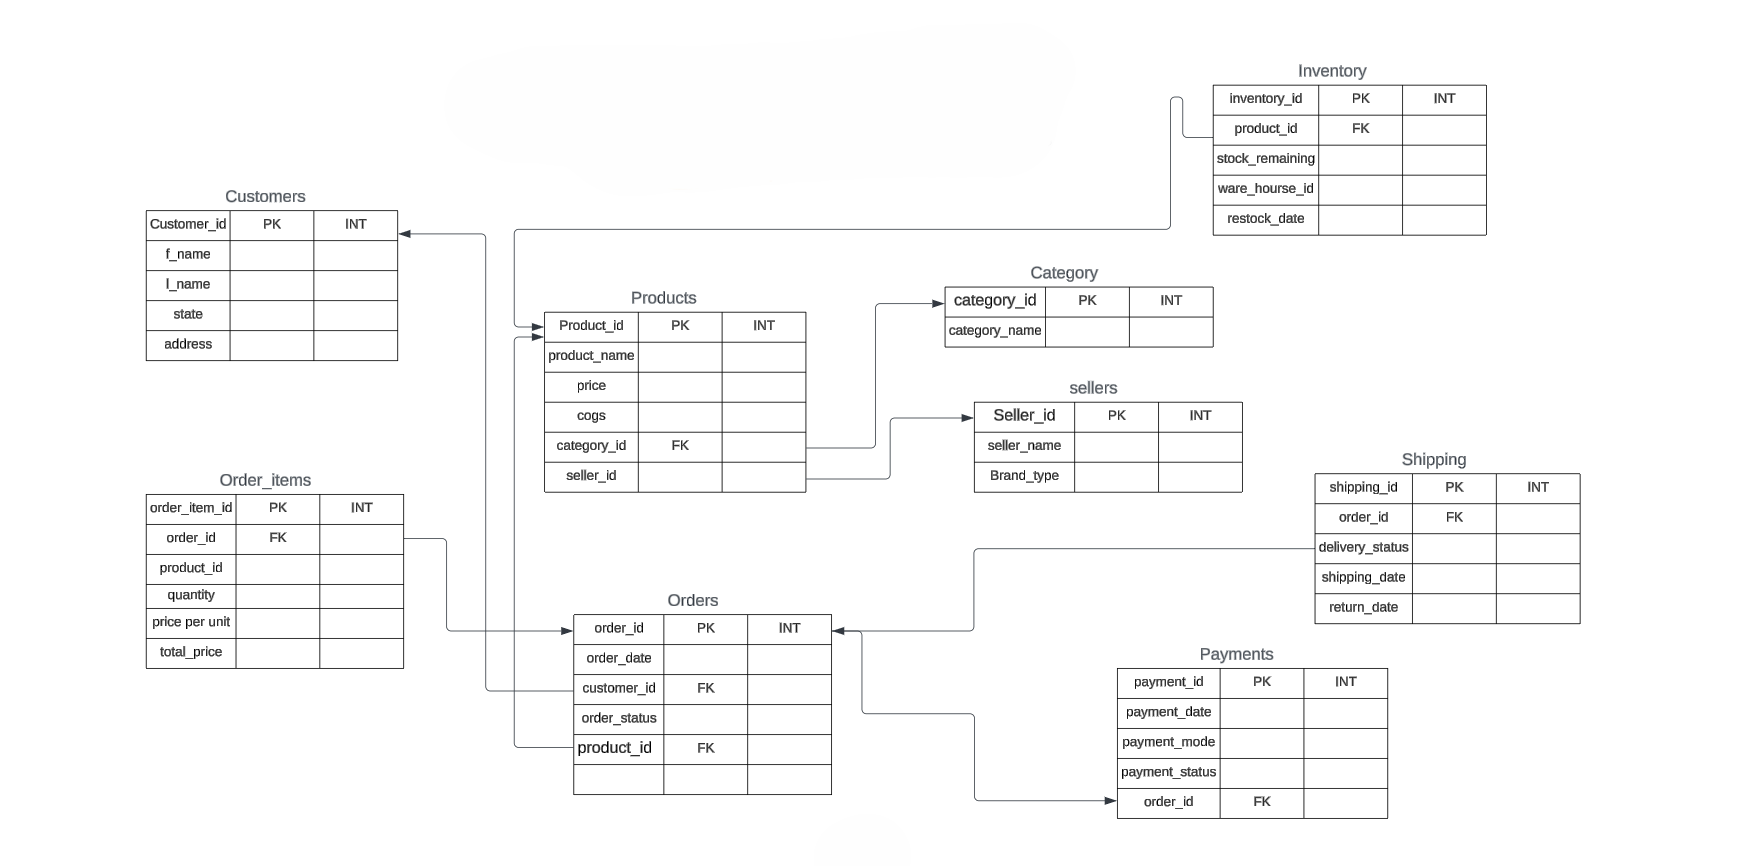 Inventory
inventory_id PK INT
product_id FK
stock_remaining
ware_hourse_id
restock_date
Customers
Customer_id PK INT
f_name
l_name
state
address
Category
category_id PK INT
category_name
Products
Product_id PK INT
product_name
price
cogs
category_id FK
seller_id
sellers
Seller_id PK INT
seller_name
Brand_type
Shipping
shipping_id PK INT
order_id FK
delivery_status
shipping_date
return_date
Order_items
order_item_id PK INT
order_id FK
product_id
quantity
price per unit
total_price
Orders
order_id PK INT
order_date
customer_id FK
order_status
product_id FK
Payments
payment_id PK INT
payment_date
payment_mode
payment_status
order_id FK